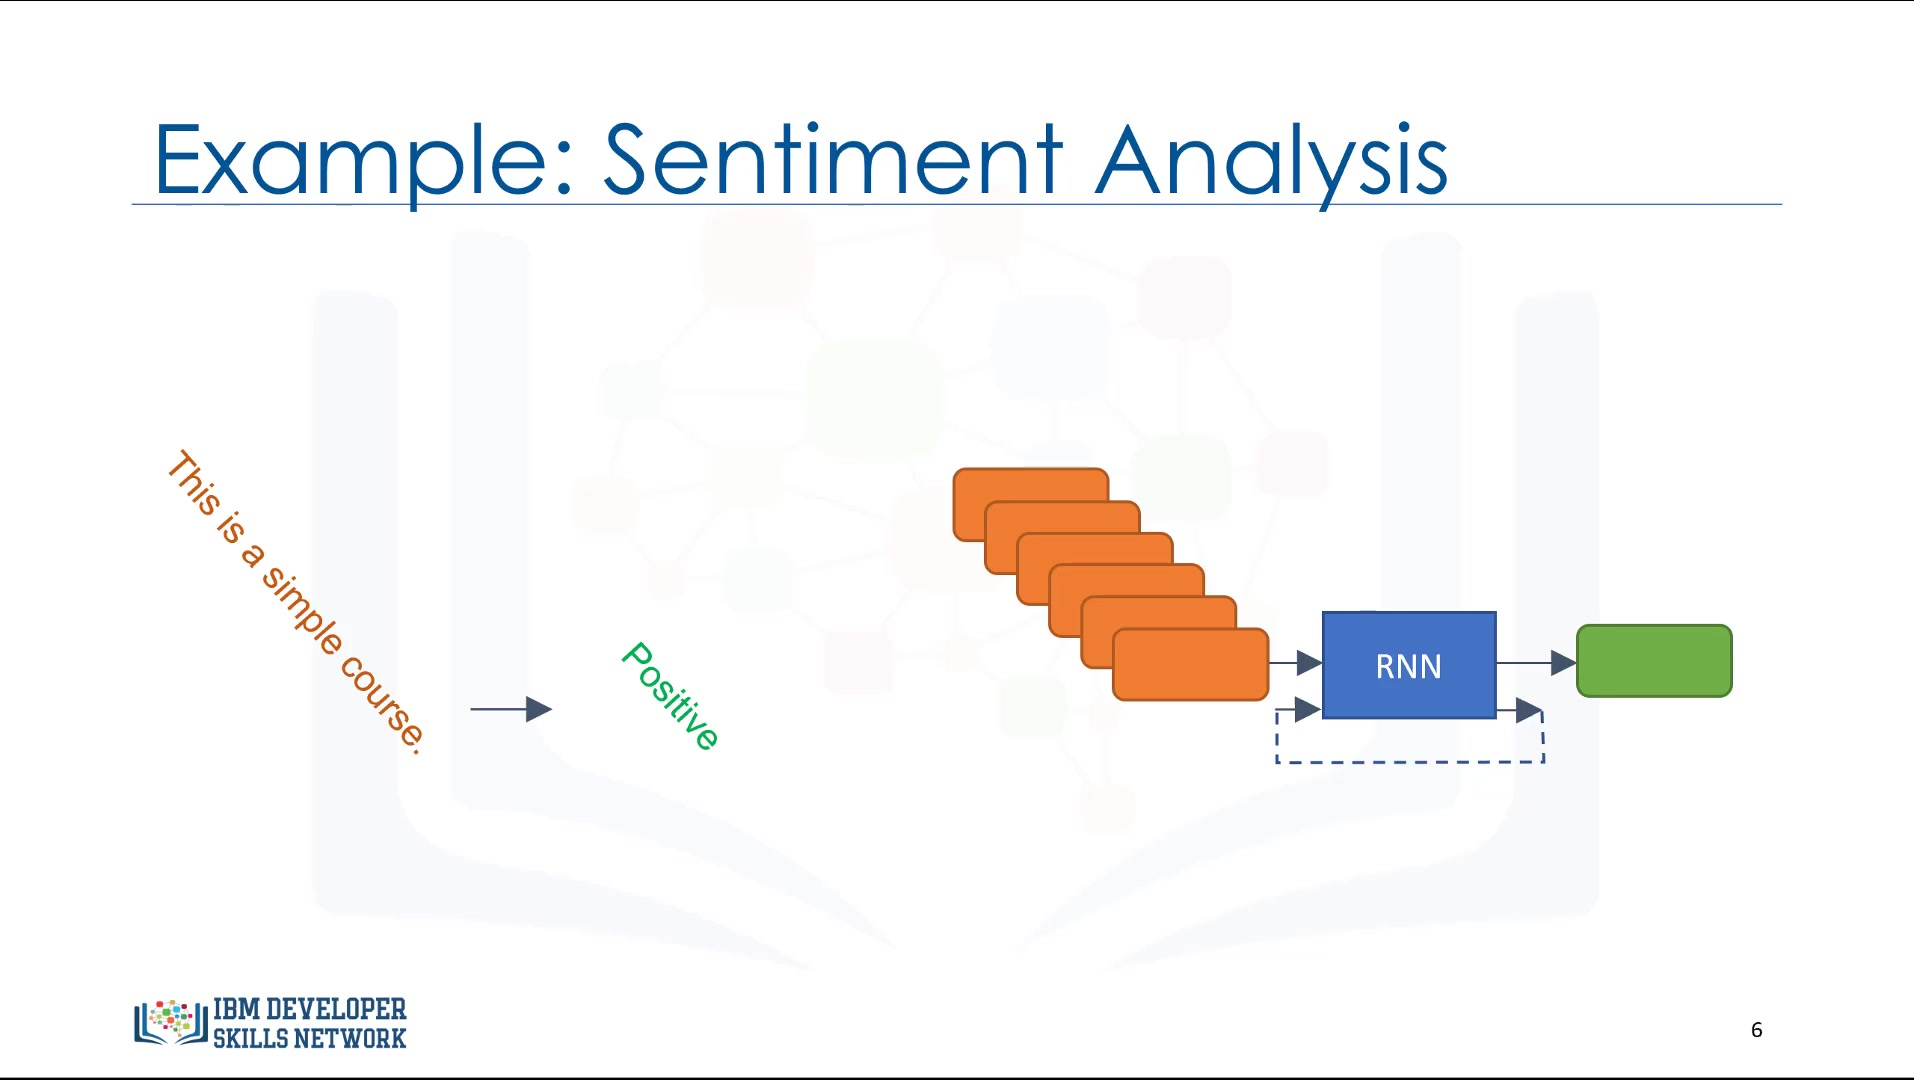 Example: Sentiment Analysis
This is a simple course.
Positive
RNN
IBM DEVELOPER
SKILLS NETWORK
6